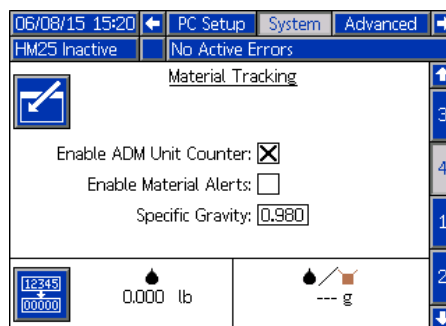 06/08/15 15:20 PC Setup System Advanced
HM25 Inactive No Active Errors
Material Tracking
3
Enable ADM Unit Counter:
4
Enable Material Alerts:
Specific Gravity: 0.980
1
12345
00000
0.000 lb
--- g
2